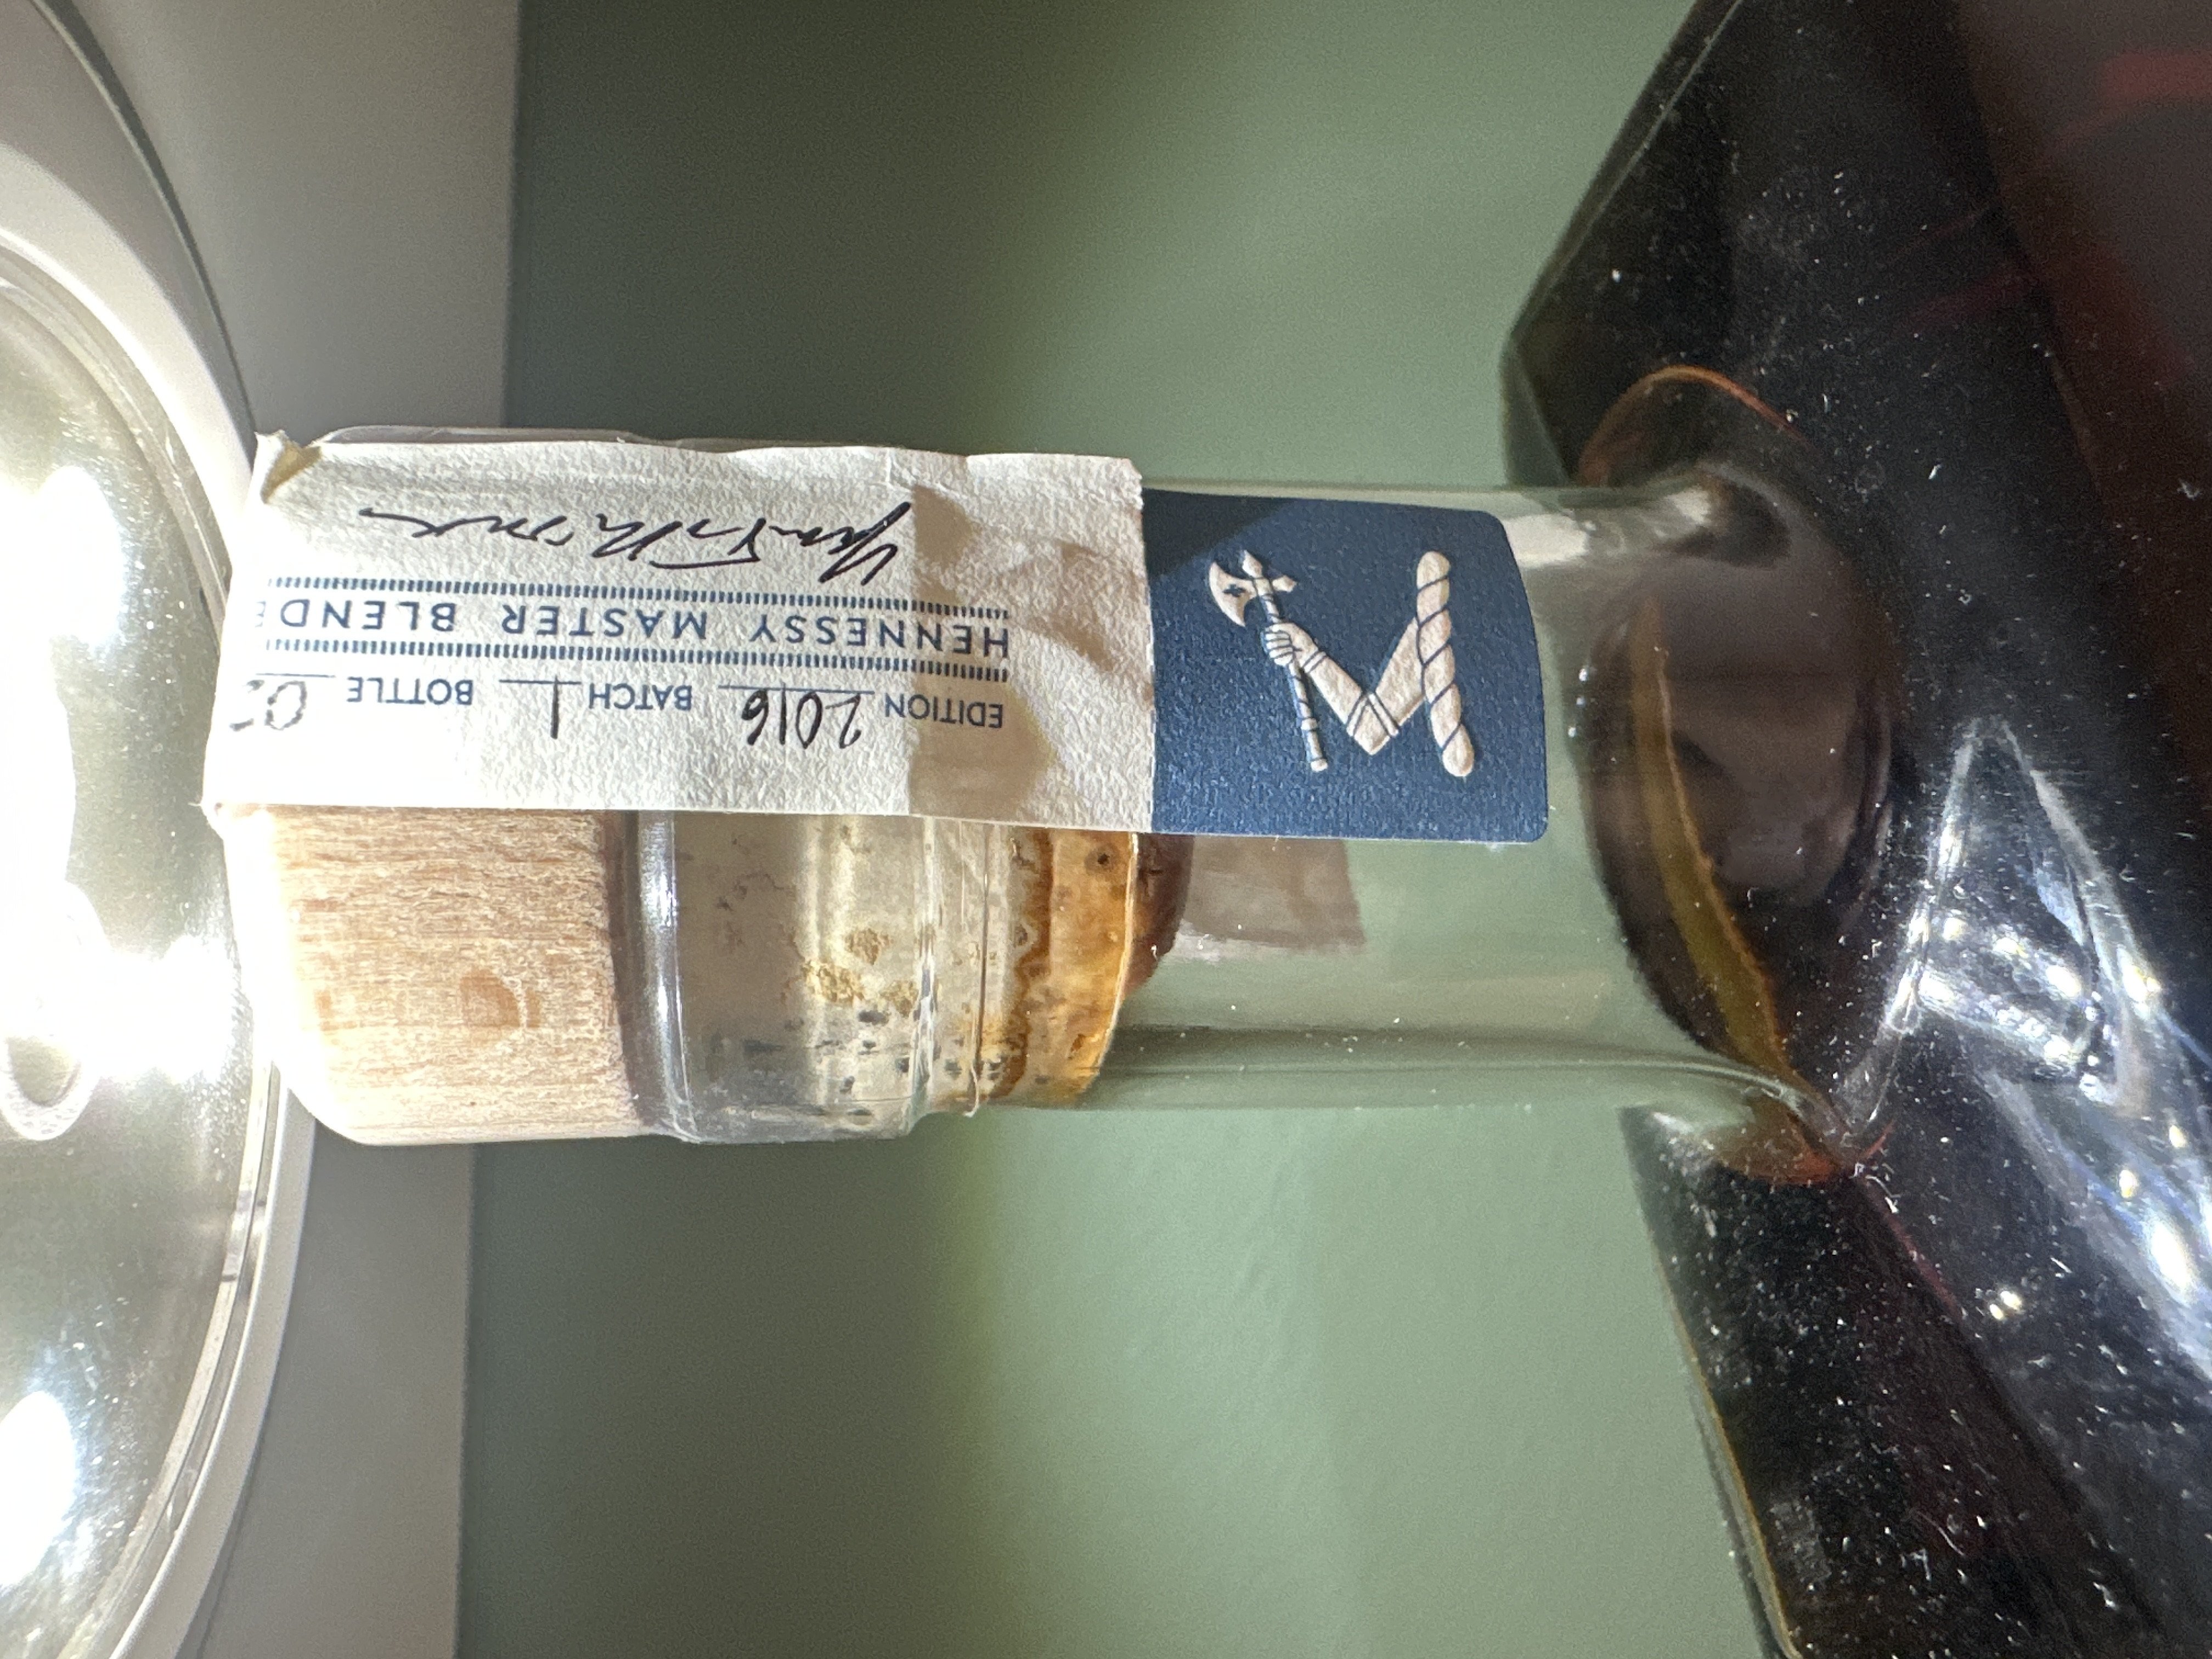 EDITION 2016 BATCH 1 BOTTLE
HENNESSY MASTER BLENDE